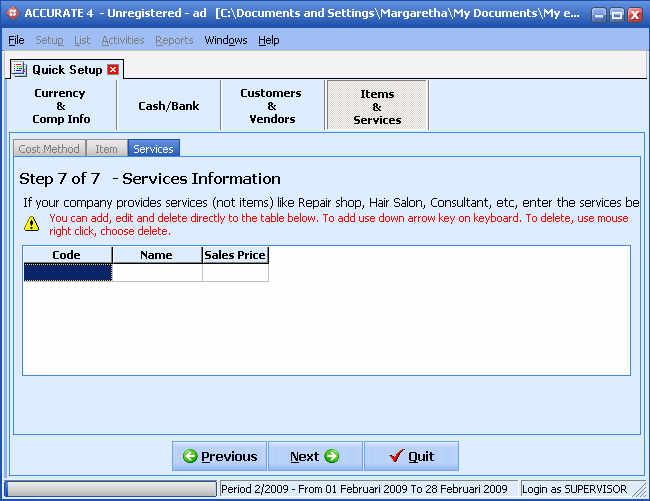 ACCURATE 4 - Unregistered - ad [C:\Documents and Settings\Margaretha\My Documents\My e...
File Setup List Activities Reports Windows Help
Quick Setup
Currency
&
Comp Info
Cash/Bank
Customers
&
Vendors
Items
&
Services
Cost Method Item Services
Step 7 of 7 - Services Information
If your company provides services (not items) like Repair shop, Hair Salon, Consultant, etc, enter the services be
You can add, edit and delete directly to the table below. To add use down arrow key on keyboard. To delete, use mouse
right click, choose delete.
Code Name Sales Price
Previous Next Quit
Period 2/2009 - From 01 Februari 2009 To 28 Februari 2009 Login as SUPERVISOR